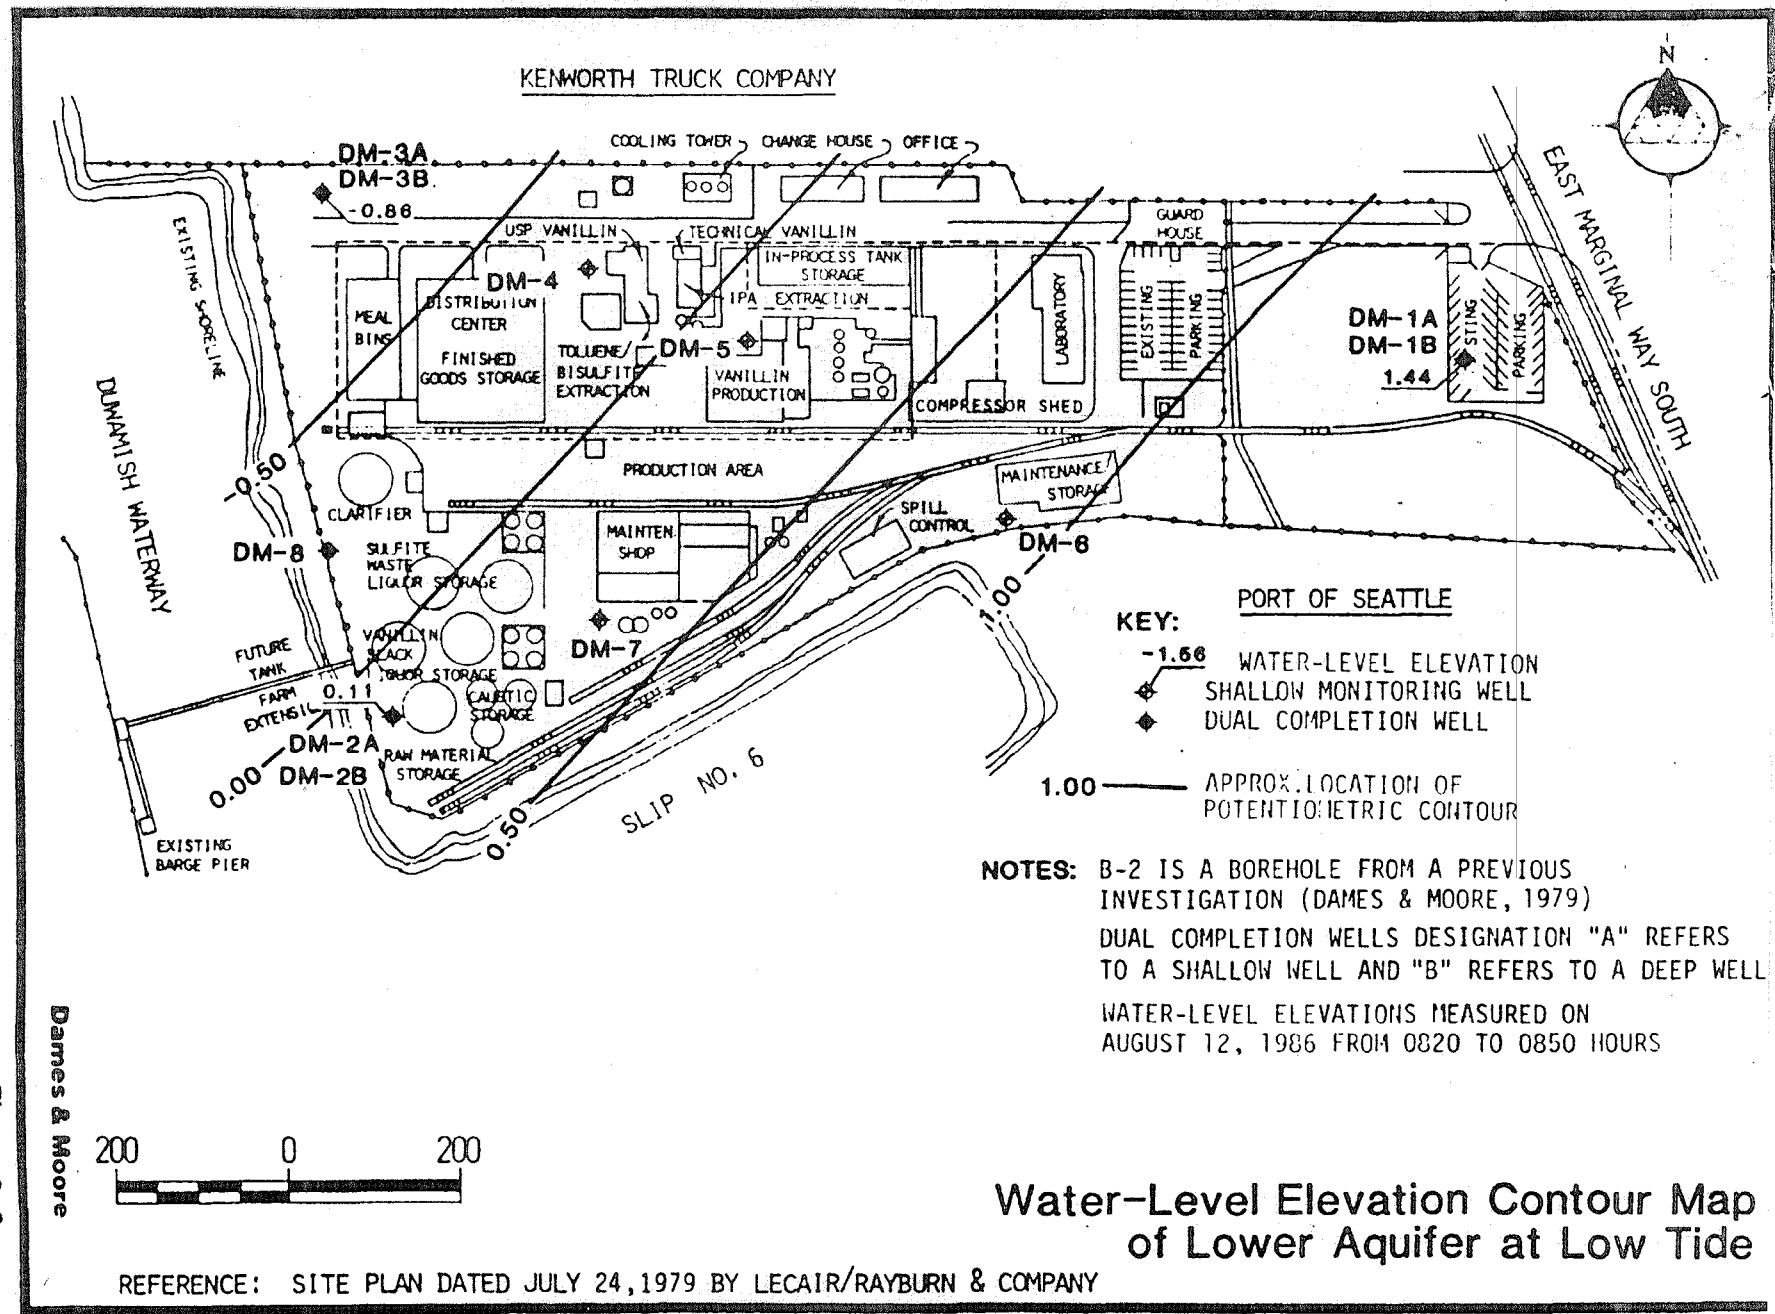 KENWORTH TRUCK COMPANY
N
COOLING TOWER
CHANGE HOUSE
OFFICE
DM-3A
DM-3B
-0.86
EAST MARGINAL WAY SOUTH
GUARD
HOUSE
EXISTING SHORELINE
USP VANILLIN
TECHNICAL VANILLIN
IN-PROCESS TANK
STORAGE
DM-4
IPA EXTRACTION
MEAL
BINS
DISTRIBUTION
CENTER
FINISHED
GOODS STORAGE
TOLUENE/
BISULFITE
EXTRACTION
DM-5
VANILLIN
PRODUCTION
LABORATORY
EXISTING
PARKING
DM-1A
DM-1B
1.44
STING
PARKING
COMPRESSOR SHED
DUWAMISH WATERWAY
-0.50
PRODUCTION AREA
MAINTENANCE/
STORAGE
CLARIFIER
SPILL
CONTROL
MAINTEN.
SHOP
DM-8
SULFITE
WASTE
LIQUOR STORAGE
DM-6
1.00
DM-7
VANILLIN
BLACK
LIQUOR STORAGE
FUTURE
TANK
FARM
EXTENSI
0.11
CAUSTIC
STORAGE
DM-2A
DM-2B
RAW MATERIAL
STORAGE
0.00
0.50
SLIP NO. 6
EXISTING
BARGE PIER
PORT OF SEATTLE
KEY:
-1.66 WATER-LEVEL ELEVATION
SHALLOW MONITORING WELL
DUAL COMPLETION WELL
1.00 APPROX. LOCATION OF
POTENTIOMETRIC CONTOUR
NOTES: B-2 IS A BOREHOLE FROM A PREVIOUS
INVESTIGATION (DAMES & MOORE, 1979)
DUAL COMPLETION WELLS DESIGNATION "A" REFERS
TO A SHALLOW WELL AND "B" REFERS TO A DEEP WELL
WATER-LEVEL ELEVATIONS MEASURED ON
AUGUST 12, 1986 FROM 0820 TO 0850 HOURS
Dames & Moore
200 0 200
Water-Level Elevation Contour Map
of Lower Aquifer at Low Tide
REFERENCE: SITE PLAN DATED JULY 24,1979 BY LECAIR/RAYBURN & COMPANY